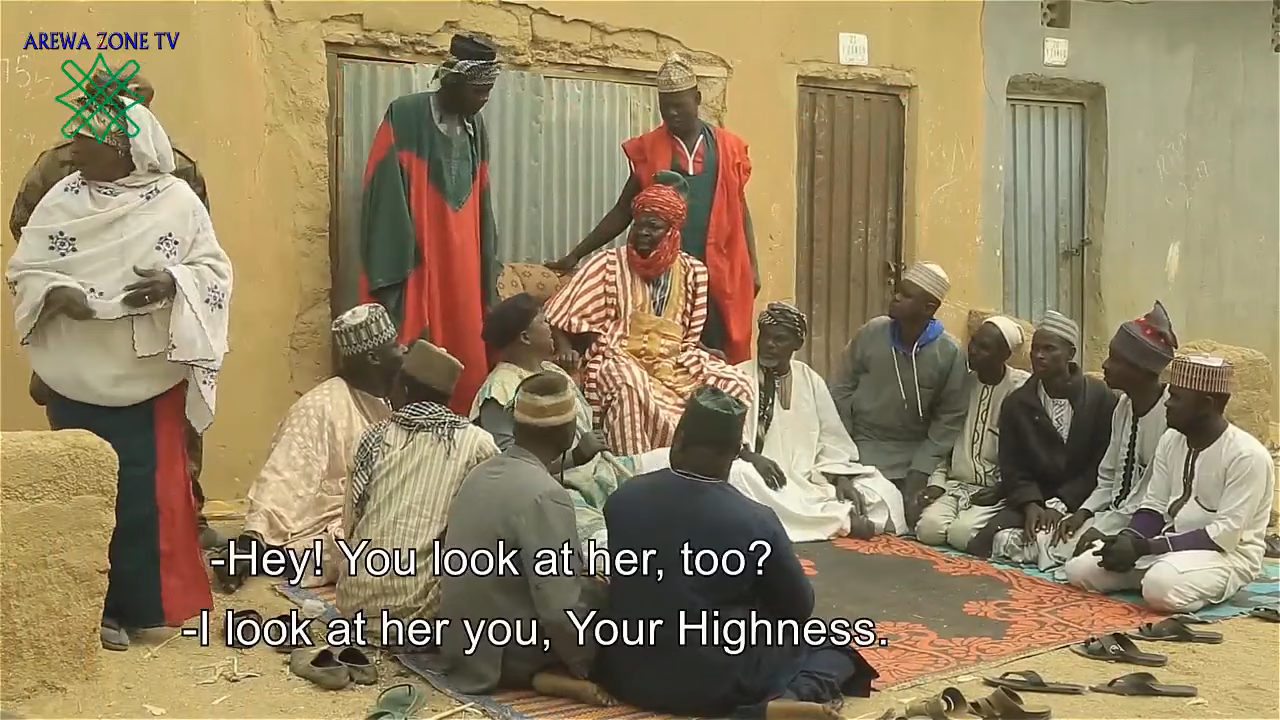 AREWA ZONE TV
-Hey! You look at her, too?
-I look at her you, Your Highness.